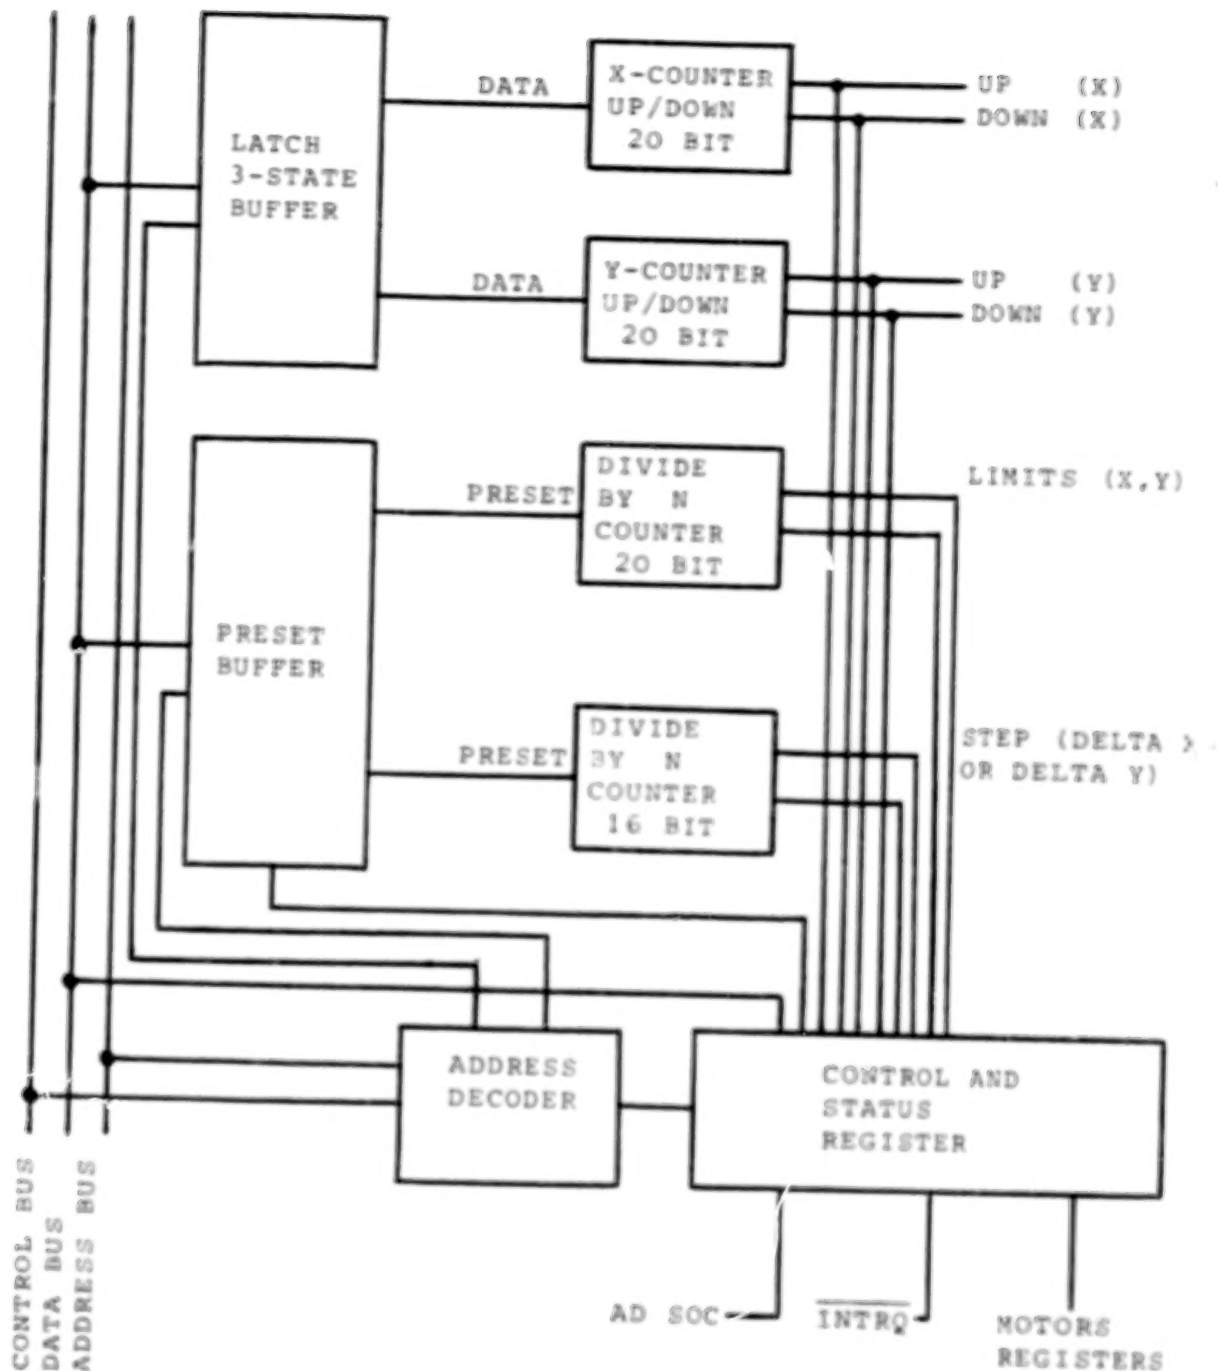 DATA
X-COUNTER
UP/DOWN
20 BIT
UP (X)
DOWN (X)
LATCH
3-STATE
BUFFER
DATA
Y-COUNTER
UP/DOWN
20 BIT
UP (Y)
DOWN (Y)
PRESET
DIVIDE
BY N
COUNTER
20 BIT
LIMITS (X,Y)
PRESET
BUFFER
PRESET
DIVIDE
BY N
COUNTER
16 BIT
STEP (DELTA
OR DELTA Y)
ADDRESS
DECODER
CONTROL AND
STATUS
REGISTER
CONTROL BUS
DATA BUS
ADDRESS BUS
AD SOC
INTRQ
MOTORS
REGISTERS